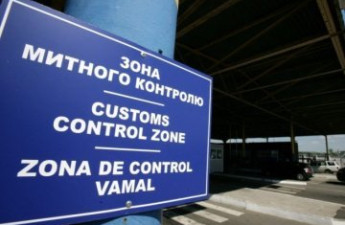 ЗОНА
МИТНОГО КОНТРОЛЮ
CUSTOMS
CONTROL ZONE
ZONA DE CONTROL
VAMAL